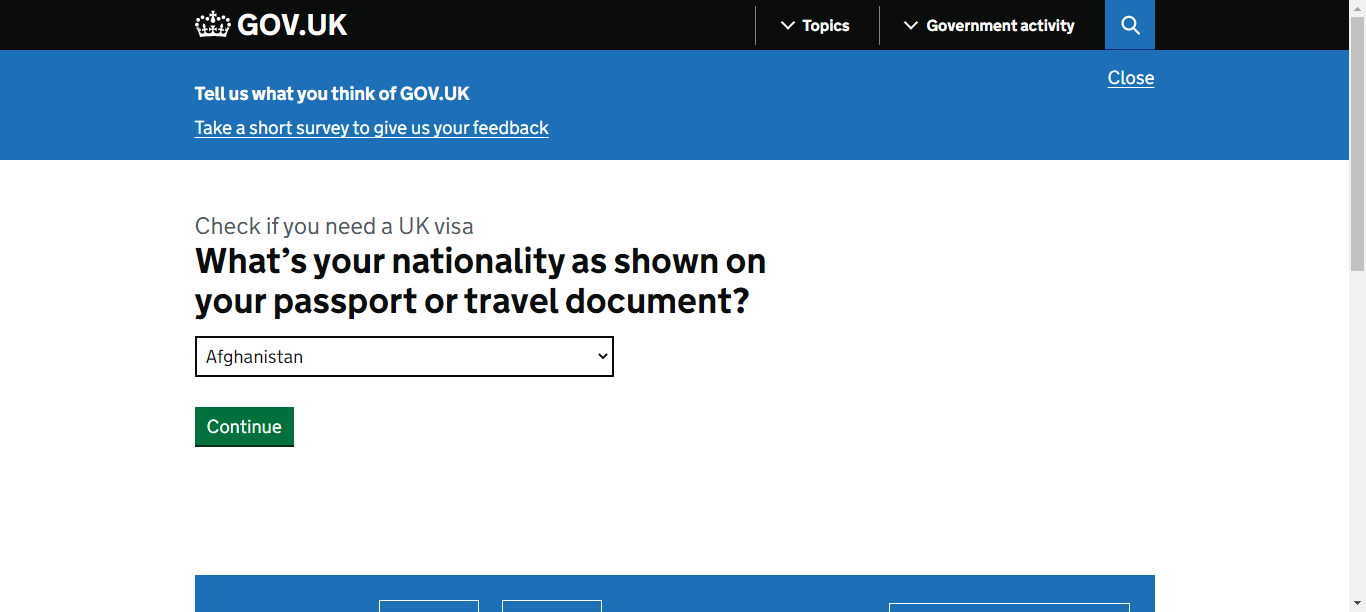 GOV.UK
Topics
Government activity
Close
Tell us what you think of GOV.UK
Take a short survey to give us your feedback
Check if you need a UK visa
What’s your nationality as shown on
your passport or travel document?
Afghanistan
Continue